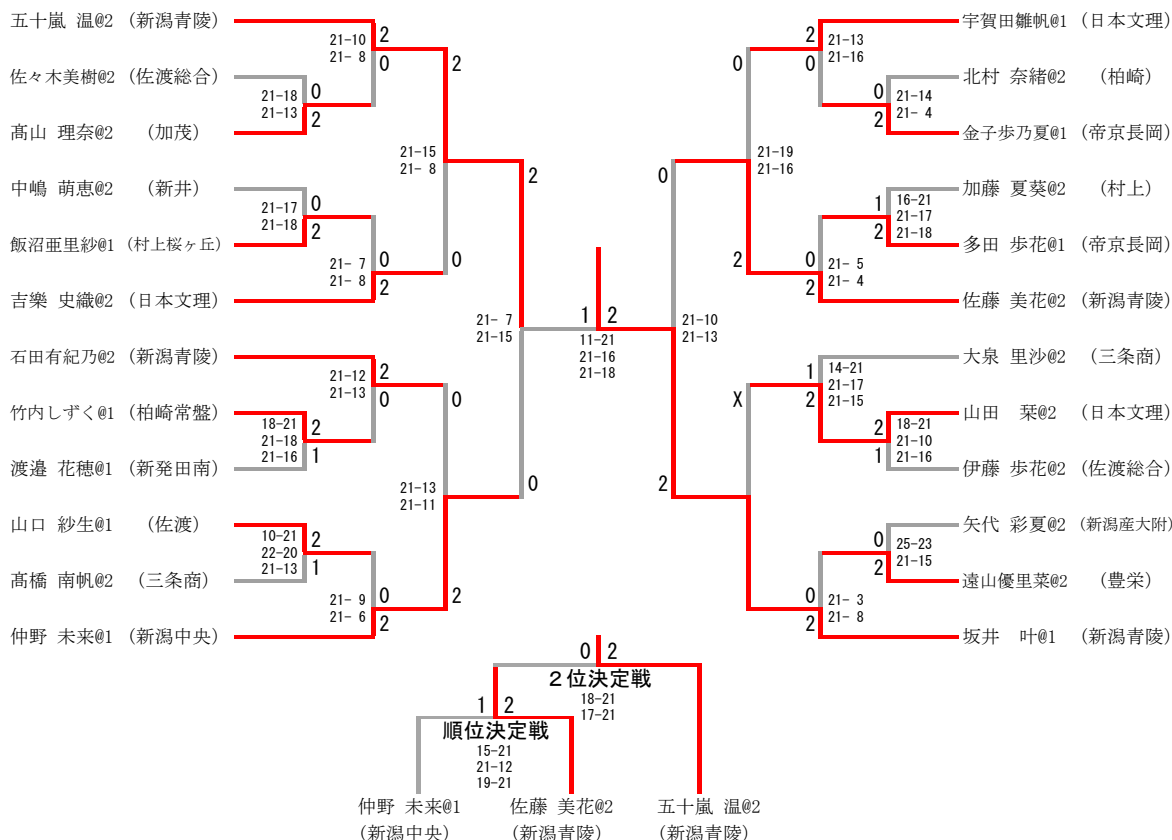 五十嵐 温@2 (新潟青陵)
佐々木美樹@2 (佐渡総合)
髙山 理奈@2 (加茂)
中嶋 萌恵@2 (新井)
飯沼亜里紗@1 (村上桜ヶ丘)
吉樂 史織@2 (日本文理)
石田有紀乃@2 (新潟青陵)
竹内しずく@1 (柏崎常盤)
渡邉 花穂@1 (新発田南)
山口 紗生@1 (佐渡)
髙橋 南帆@2 (三条商)
仲野 未来@1 (新潟中央)
21-10 2
21- 8 0
21-18 0
21-13 2
21-17 0
21-18 2
21- 7 0
21- 8 2
21-12 2
21-13 0
18-21 2
21-18
21-16 1
10-21 2
22-20
21-13 1
21- 9 0
21- 6 2
2
21-15
21- 8
0
0
21-13
21-11
2
2
21- 7
21-15
0
1 2
11-21
21-16
21-18
0
21-10
21-13
2
0
21-19
21-16
2
X
2 21-13
0 21-16
0 21-14
2 21- 4
1 16-21
21-17
2 21-18
0 21- 5
2 21- 4
1 14-21
21-17
2 21-15
2 18-21
21-10
1 21-16
0 25-23
2 21-15
0 21- 3
2 21- 8
宇賀田雛帆@1 (日本文理)
北村 奈緒@2 (柏崎)
金子歩乃夏@1 (帝京長岡)
加藤 夏葵@2 (村上)
多田 歩花@1 (帝京長岡)
佐藤 美花@2 (新潟青陵)
大泉 里沙@2 (三条商)
山田 栞@2 (日本文理)
伊藤 歩花@2 (佐渡総合)
矢代 彩夏@2 (新潟産大附)
遠山優里菜@2 (豊栄)
坂井 叶@1 (新潟青陵)
0 2
２位決定戦
18-21
17-21
1 2
順位決定戦
15-21
21-12
19-21
仲野 未来@1 佐藤 美花@2 五十嵐 温@2
(新潟中央) (新潟青陵) (新潟青陵)